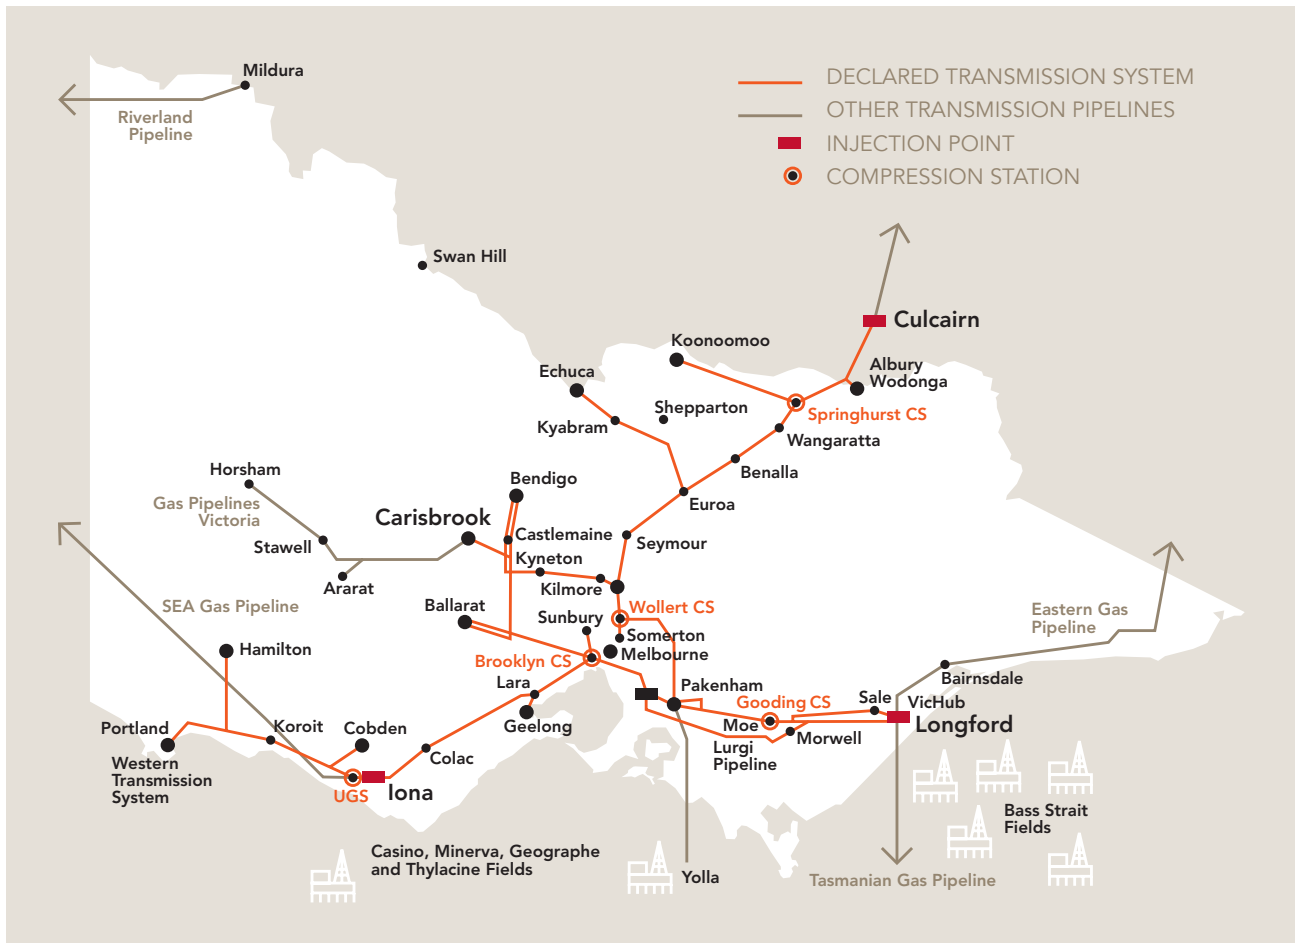 Mildura
Riverland
Pipeline
DECLARED TRANSMISSION SYSTEM
OTHER TRANSMISSION PIPELINES
INJECTION POINT
COMPRESSION STATION
Swan Hill
Culcairn
Koonoomoo
Echuca
Albury
Wodonga
Shepparton
Springhurst CS
Kyabram
Wangaratta
Benalla
Horsham
Bendigo
Gas Pipelines
Victoria
Euroa
Carisbrook
Castlemaine
Stawell
Seymour
Kyneton
Ararat
Kilmore
SEA Gas Pipeline
Ballarat
Wollert CS
Sunbury
Eastern Gas
Pipeline
Somerton
Hamilton
Melbourne
Brooklyn CS
Bairnsdale
Lara
Pakenham
Gooding CS
Sale
VicHub
Longford
Portland
Koroit
Cobden
Geelong
Moe
Morwell
Colac
Lurgi
Pipeline
Western
Transmission
System
UGS
Iona
Bass Strait
Fields
Casino, Minerva, Geographe
and Thylacine Fields
Yolla
Tasmanian Gas Pipeline